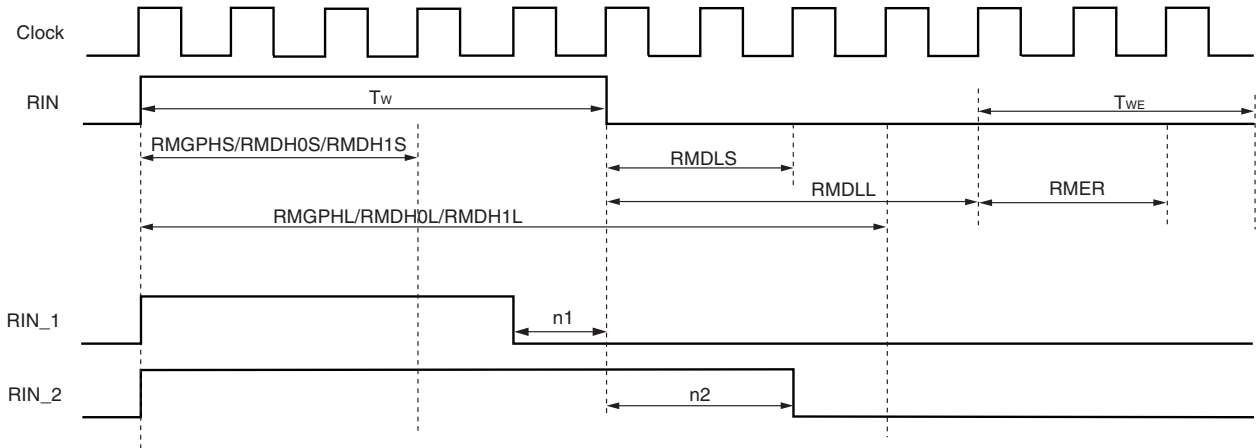 Clock
RIN
Tw
TWE
RMGPHS/RMDH0S/RMDH1S
RMDLS
RMDLL
RMER
RMGPHL/RMDH0L/RMDH1L
RIN_1
n1
RIN_2
n2